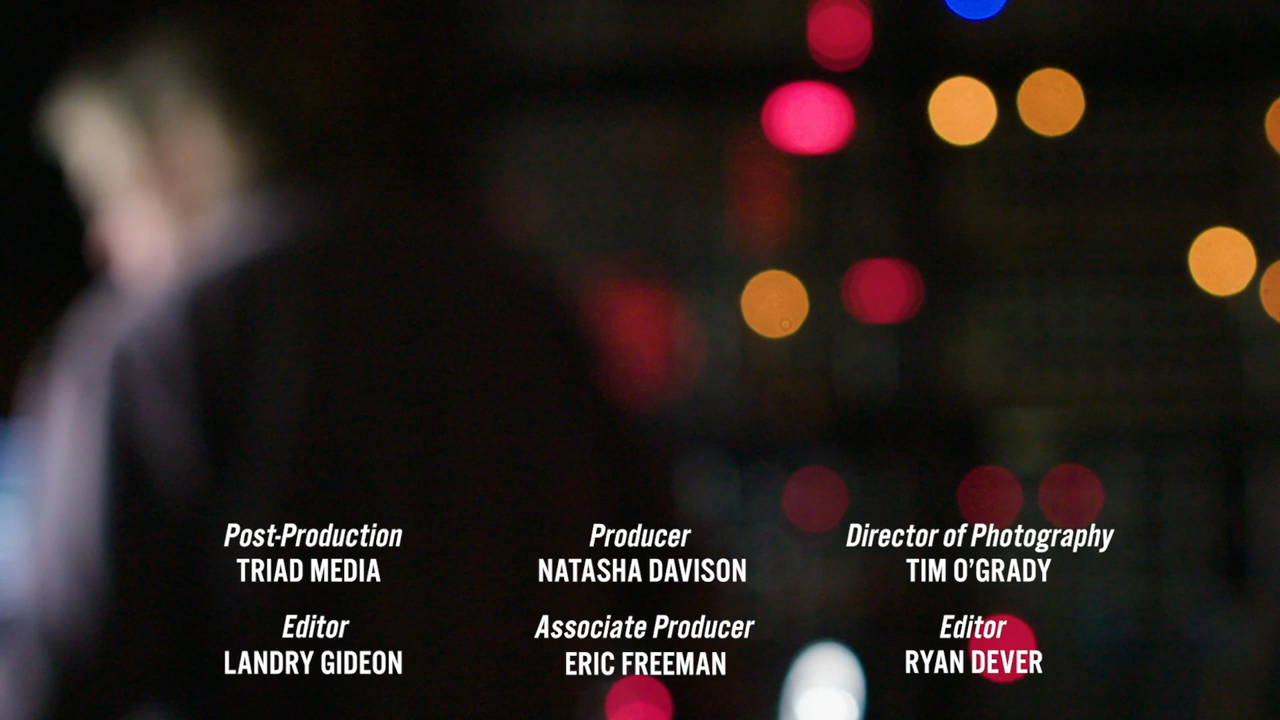 Post-Production
TRIAD MEDIA
Editor
LANDRY GIDEON
Producer
NATASHA DAVISON
Associate Producer
ERIC FREEMAN
Director of Photography
TIM O'GRADY
Editor
RYAN DEVER